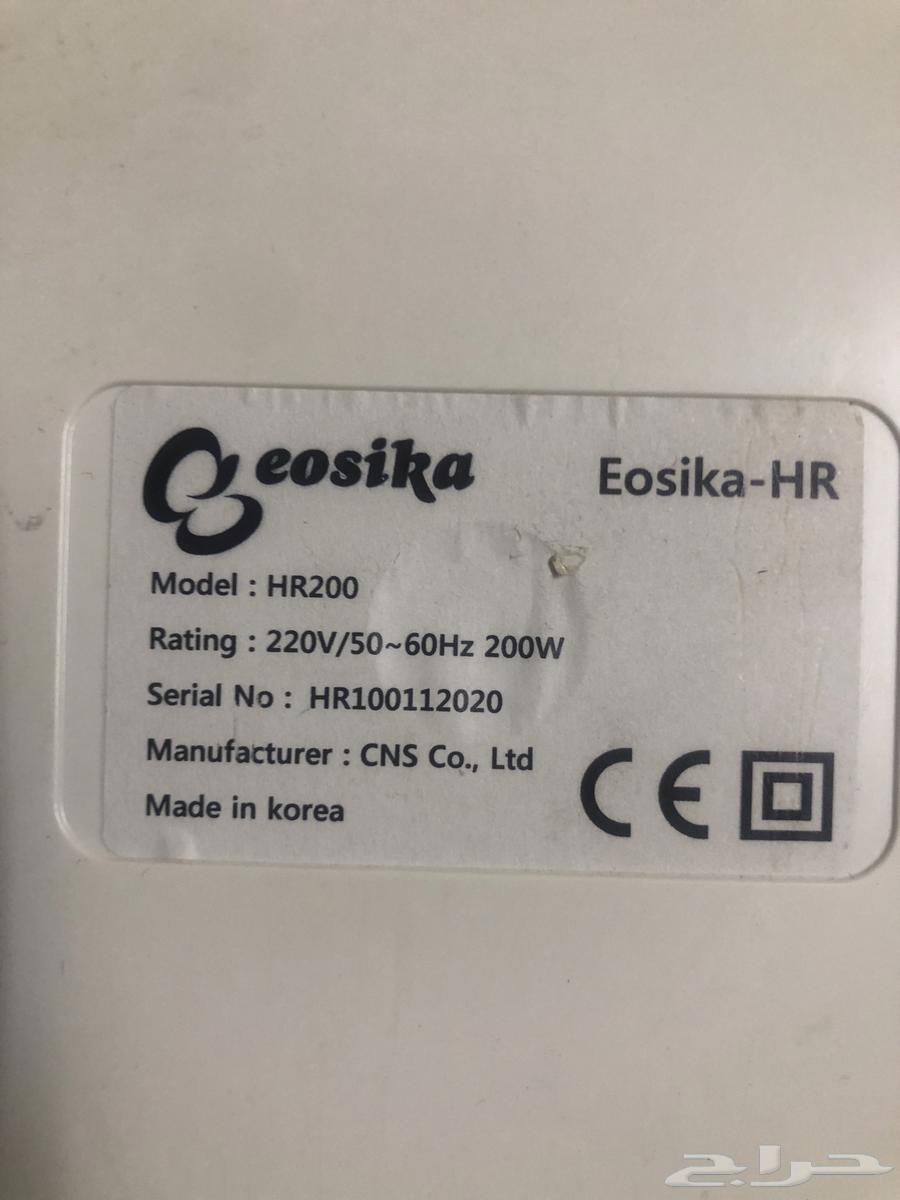 eosika
Eosika-HR
Model : HR200
Rating : 220V/50~60Hz 200W
Serial No : HR100112020
Manufacturer : CNS Co., Ltd
Made in korea
CE
حراج